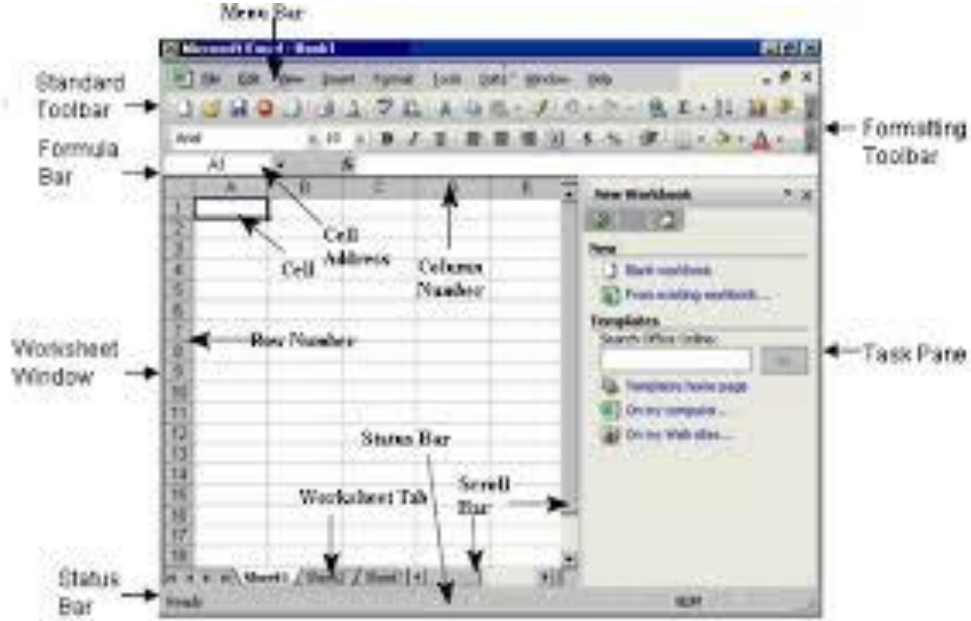 Menu Bar
Microsoft Excel - Book1
File Edit View Insert Format Tools Data Window Help
Standard
Toolbar
Arial 10 B I U $ %
Formatting
Toolbar
Formula
Bar
A1 fx
A B C D E
New Workbook
1
2
3
4
5
6
7
8
9
10
11
12
13
14
15
16
17
18
Cell
Cell
Address
Column
Number
New
Blank workbook
From existing workbook...
Templates
Search Office Online:
Row Number
Worksheet
Window
Task Pane
Templates home page
On my computer...
On my Web sites...
Status Bar
Worksheet Tab
Scroll
Bar
Sheet1 Sheet2 Sheet3
Status
Bar
Ready NUM